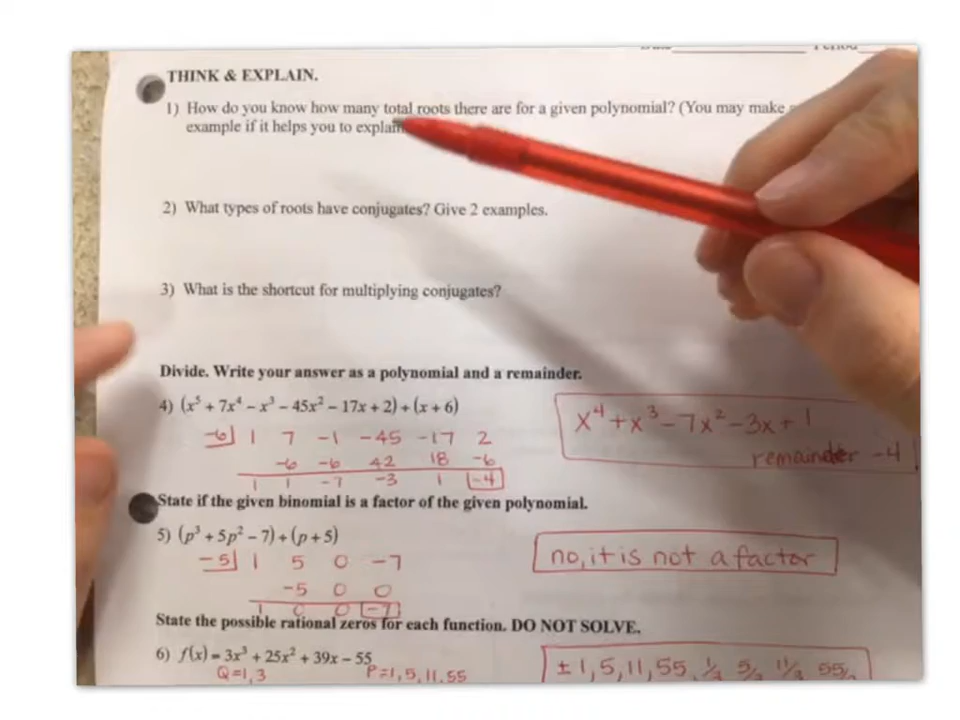 THINK & EXPLAIN.
1) How do you know how many total roots there are for a given polynomial? (You may make
example if it helps you to explain
2) What types of roots have conjugates? Give 2 examples.
3) What is the shortcut for multiplying conjugates?
Divide. Write your answer as a polynomial and a remainder.
4) (x⁵ + 7x⁴ − x³ − 45x² − 17x + 2) ÷ (x + 6)
x⁴ + x³ − 7x² − 3x + 1
-6| 1 7 -1 -45 -17 2
remainder -4
-6 -6 42 18 -6
1 1 -7 -3 1 -4
State if the given binomial is a factor of the given polynomial.
5) (p³ + 5p² − 7) ÷ (p + 5)
no, it is not a factor
-5| 1 5 0 -7
-5 0 0
1 0 0 -7
State the possible rational zeros for each function. DO NOT SOLVE.
6) f(x) = 3x³ + 25x² + 39x − 55
± 1, 5, 11, 55, 1/3 5/3 11/3 55/
Q=1,3 P=1,5,11,55